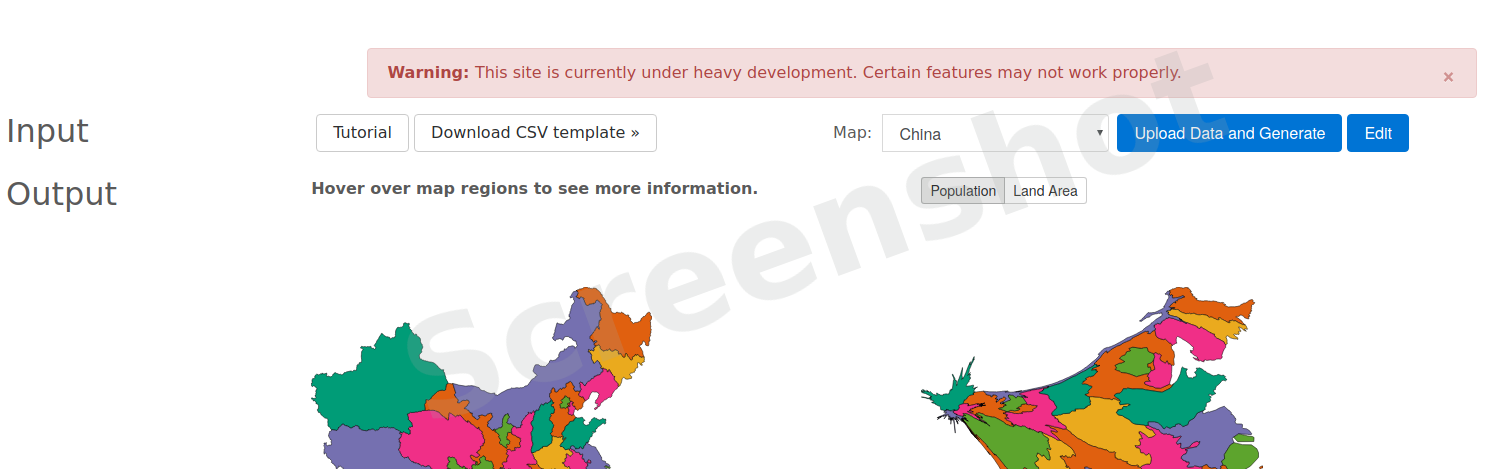 Warning: This site is currently under heavy development. Certain features may not work properly. ×
Input
Tutorial
Download CSV template »
Map:
China
Upload Data and Generate
Edit
Output
Hover over map regions to see more information.
Population
Land Area
Screenshot